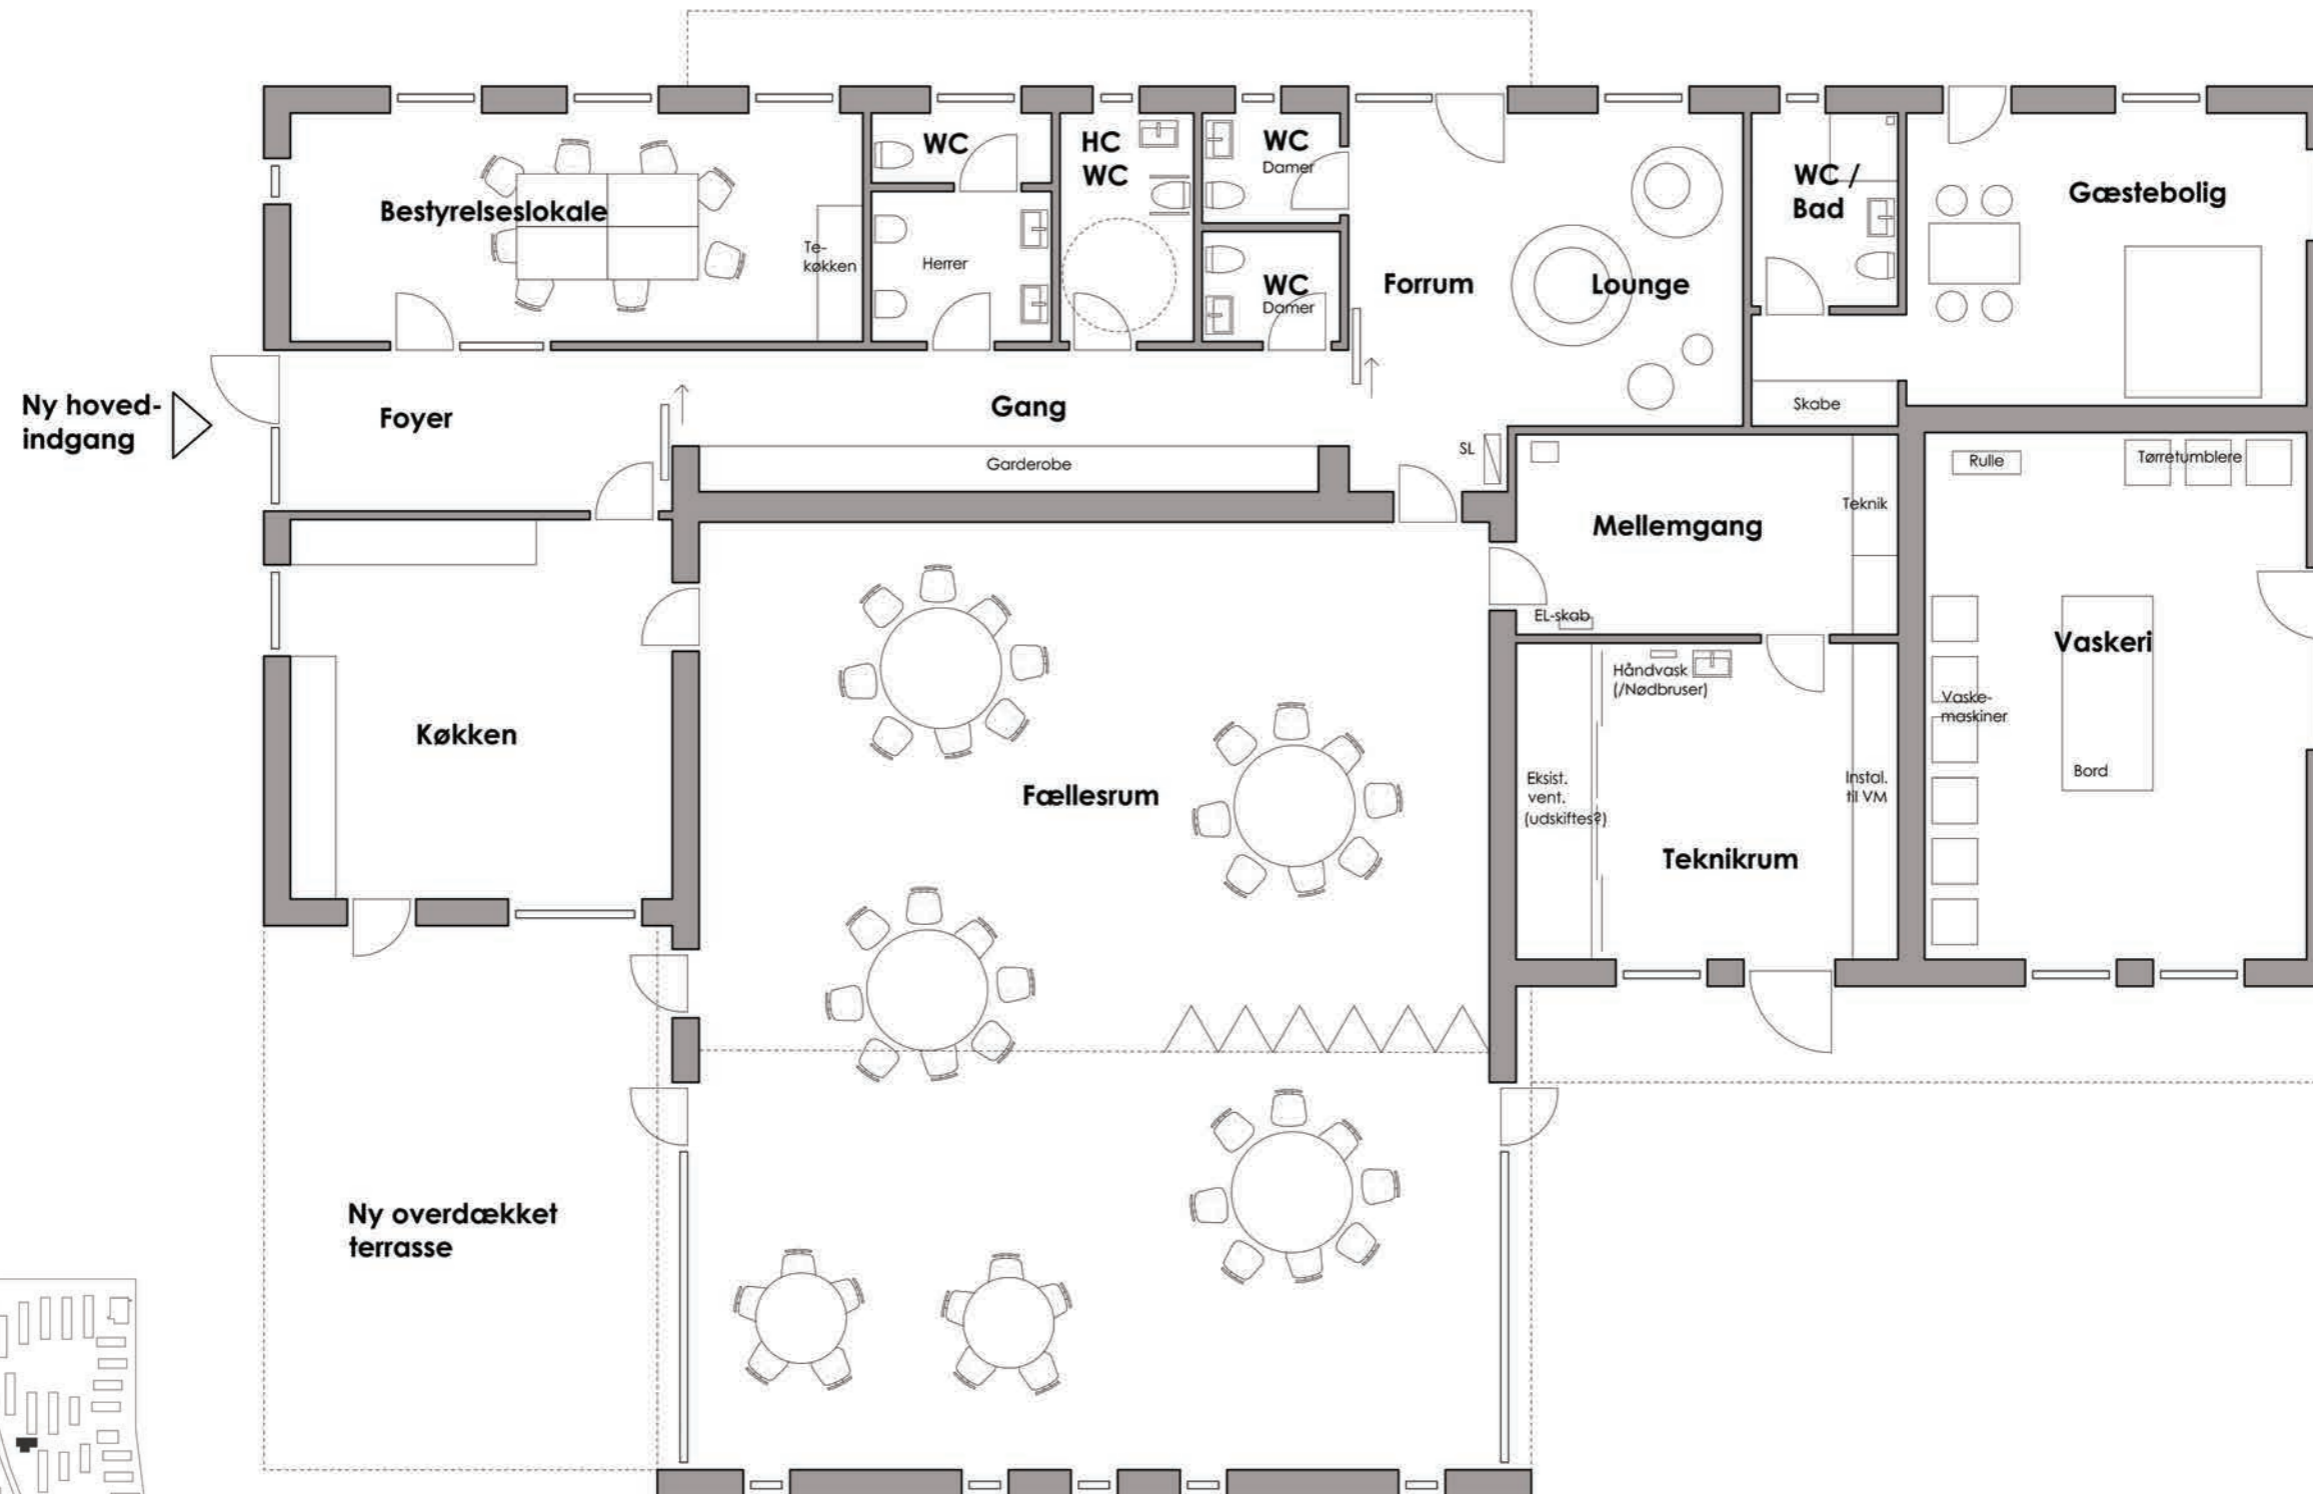 WC
HC
WC
WC
Damer
WC /
Bad
Gæstebolig
Bestyrelseslokale
Te-
køkken
Herrer
WC
Damer
Forrum
Lounge
Ny hoved-
indgang
Foyer
Gang
Skabe
Garderobe
SL
Rulle
Tørretumblere
Mellemgang
Teknik
EL-skab
Håndvask
(/Nødbruser)
Vaskeri
Vaske-
maskiner
Køkken
Fællesrum
Eksist.
vent.
(udskiftes?)
Instal.
til VM
Bord
Teknikrum
Ny overdækket
terrasse